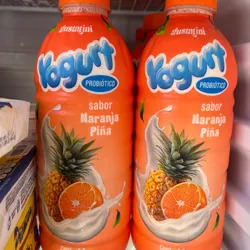 Yogurt
PROBIÓTICO
sabor
Naranja
Piña
Yogurt
PROBIÓTICO
sabor
Naranja
Piña